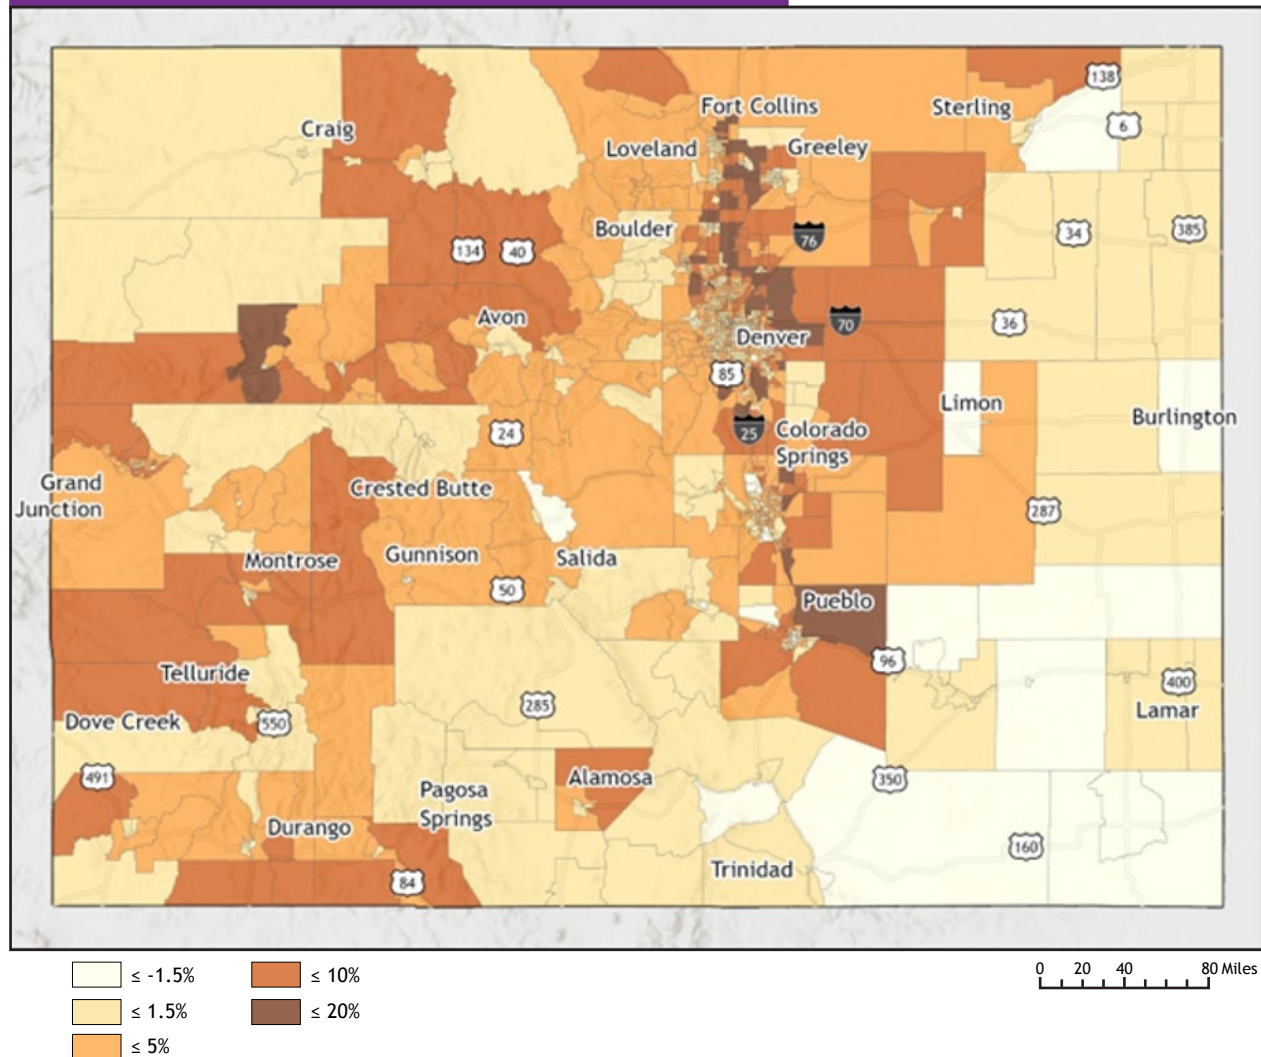 138
Fort Collins
Sterling
6
Craig
Loveland
Greeley
Boulder
76
34
385
134
40
Avon
70
36
Denver
85
Limon
Burlington
24
25
Colorado
Springs
Grand
Junction
Crested Butte
287
Montrose
Gunnison
Salida
50
Pueblo
96
Telluride
400
285
Lamar
Dove Creek
550
491
Alamosa
350
Pagosa
Springs
Durango
160
Trinidad
84
≤ -1.5%
≤ 10%
0 20 40 80 Miles
≤ 1.5%
≤ 20%
≤ 5%